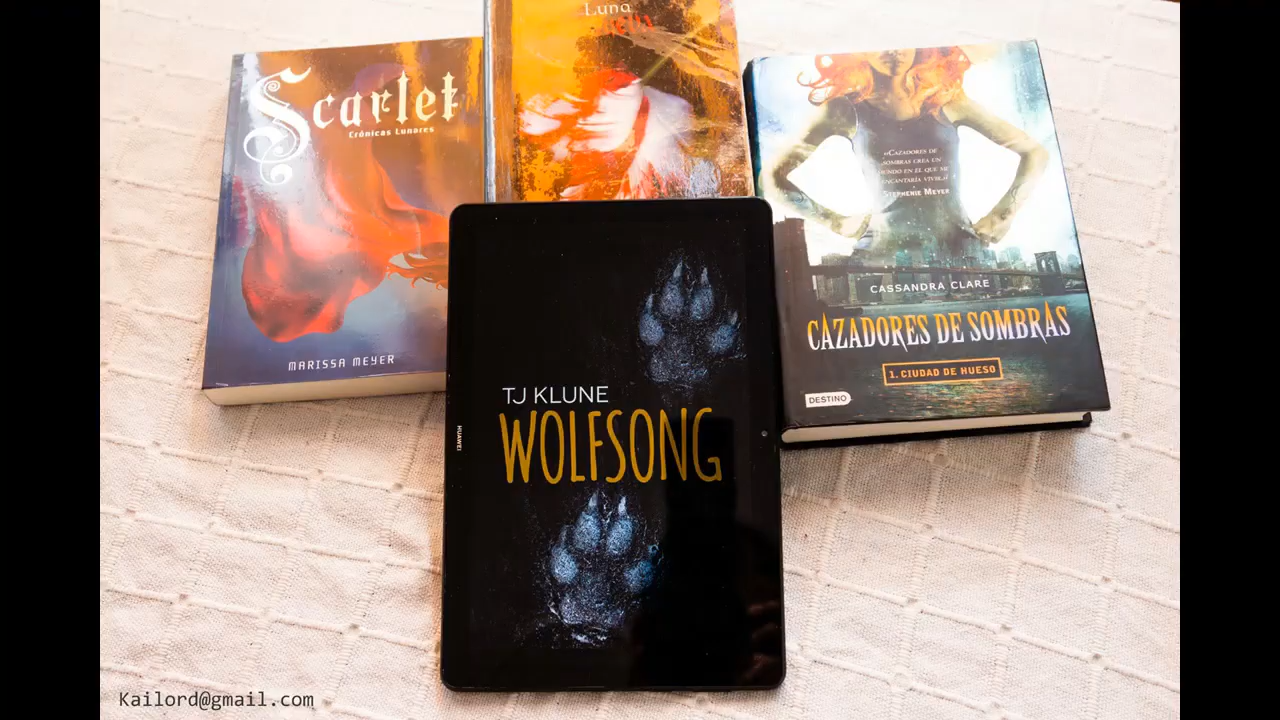 Luna
Scarlet
Crónicas Lunares
MARISSA MEYER
«CAZADORES DE
SOMBRAS CREA UN
MUNDO EN EL QUE ME
ENCANTARÍA VIVIR.»
STEPHENIE MEYER
CASSANDRA CLARE
CAZADORES DE SOMBRAS
1. CIUDAD DE HUESO
DESTINO
HUAWEI
TJ KLUNE
WOLFSONG
Kailord@gmail.com